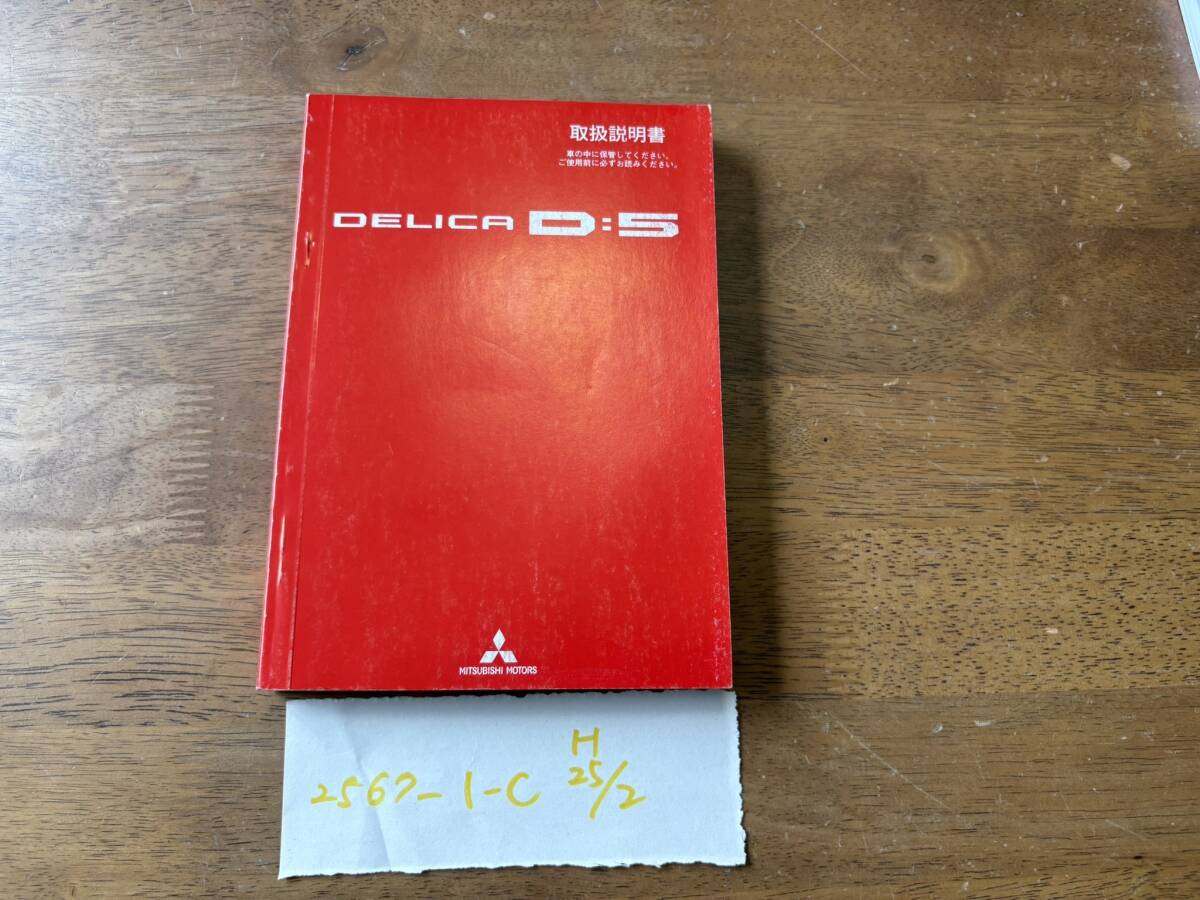 取扱説明書
車の中に保管してください。
ご使用前に必ずお読みください。
DELICA D:5
MITSUBISHI MOTORS
H
2567-1-C 25/2